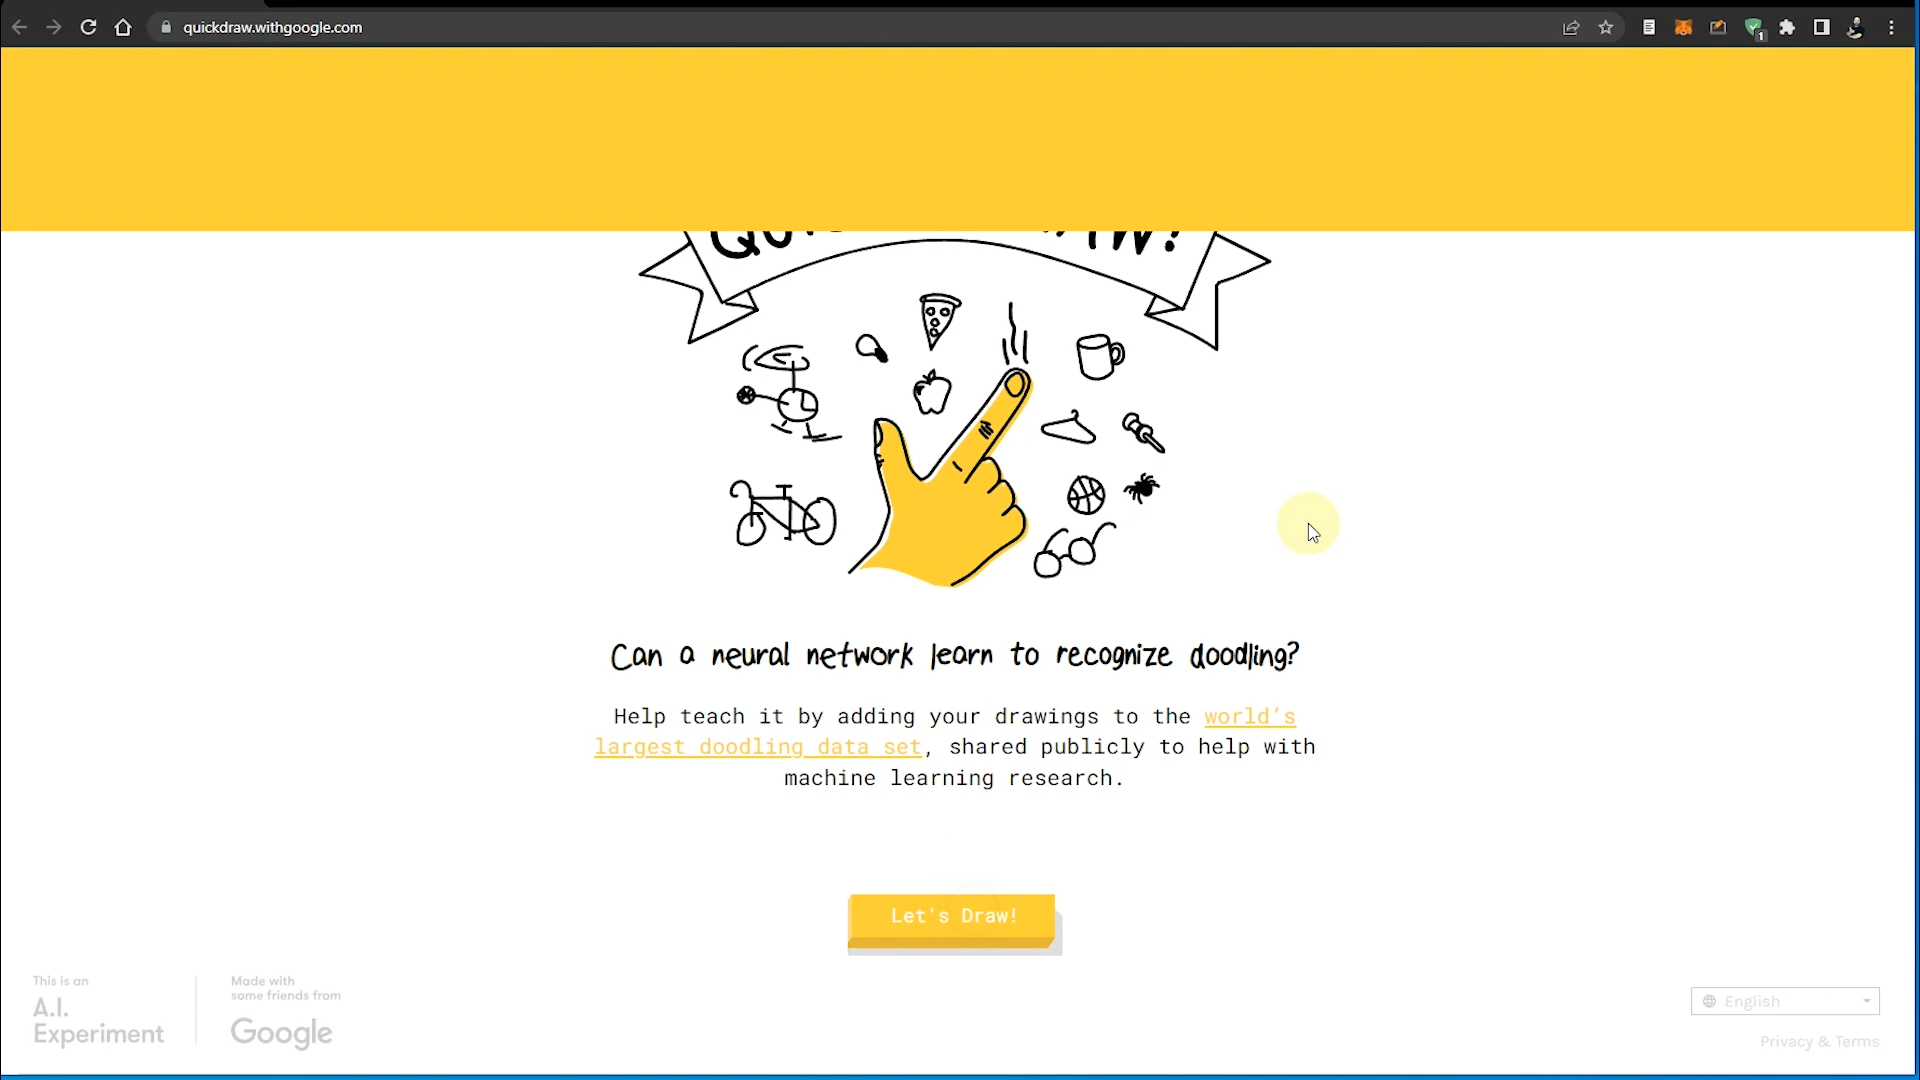 quickdraw.withgoogle.com
1
Can a neural network learn to recognize doodling?
Help teach it by adding your drawings to the world's
largest doodling data set, shared publicly to help with
machine learning research.
Let's Draw!
This is an
A.I.
Experiment
Made with
some friends from
Google
English
Privacy & Terms